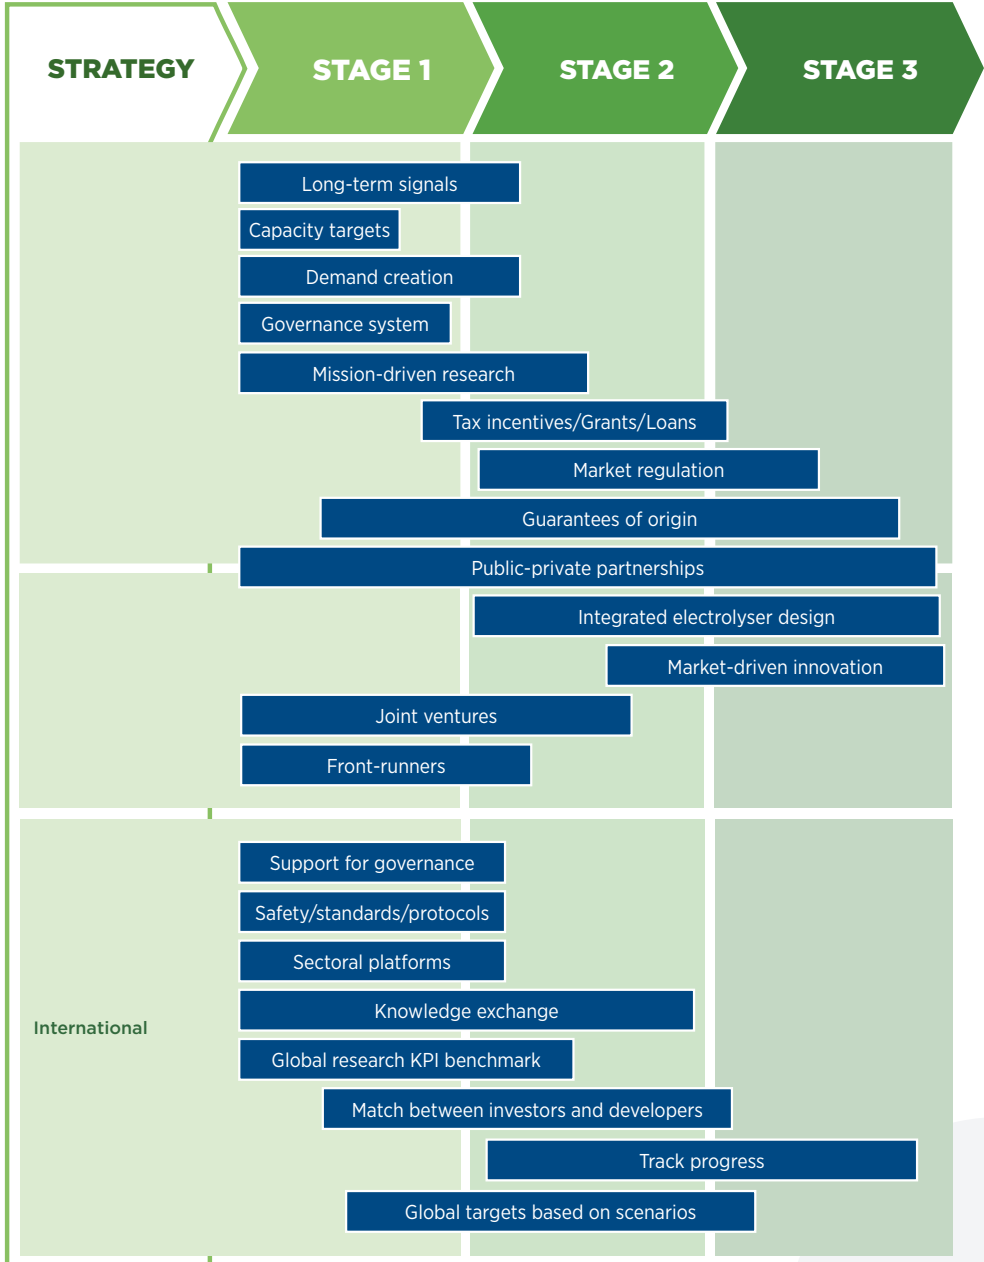 STRATEGY
STAGE 1
STAGE 2
STAGE 3
Long-term signals
Capacity targets
Demand creation
Governance system
Mission-driven research
Tax incentives/Grants/Loans
Market regulation
Guarantees of origin
Public-private partnerships
Integrated electrolyser design
Market-driven innovation
Joint ventures
Front-runners
Support for governance
Safety/standards/protocols
Sectoral platforms
Knowledge exchange
International
Global research KPI benchmark
Match between investors and developers
Track progress
Global targets based on scenarios